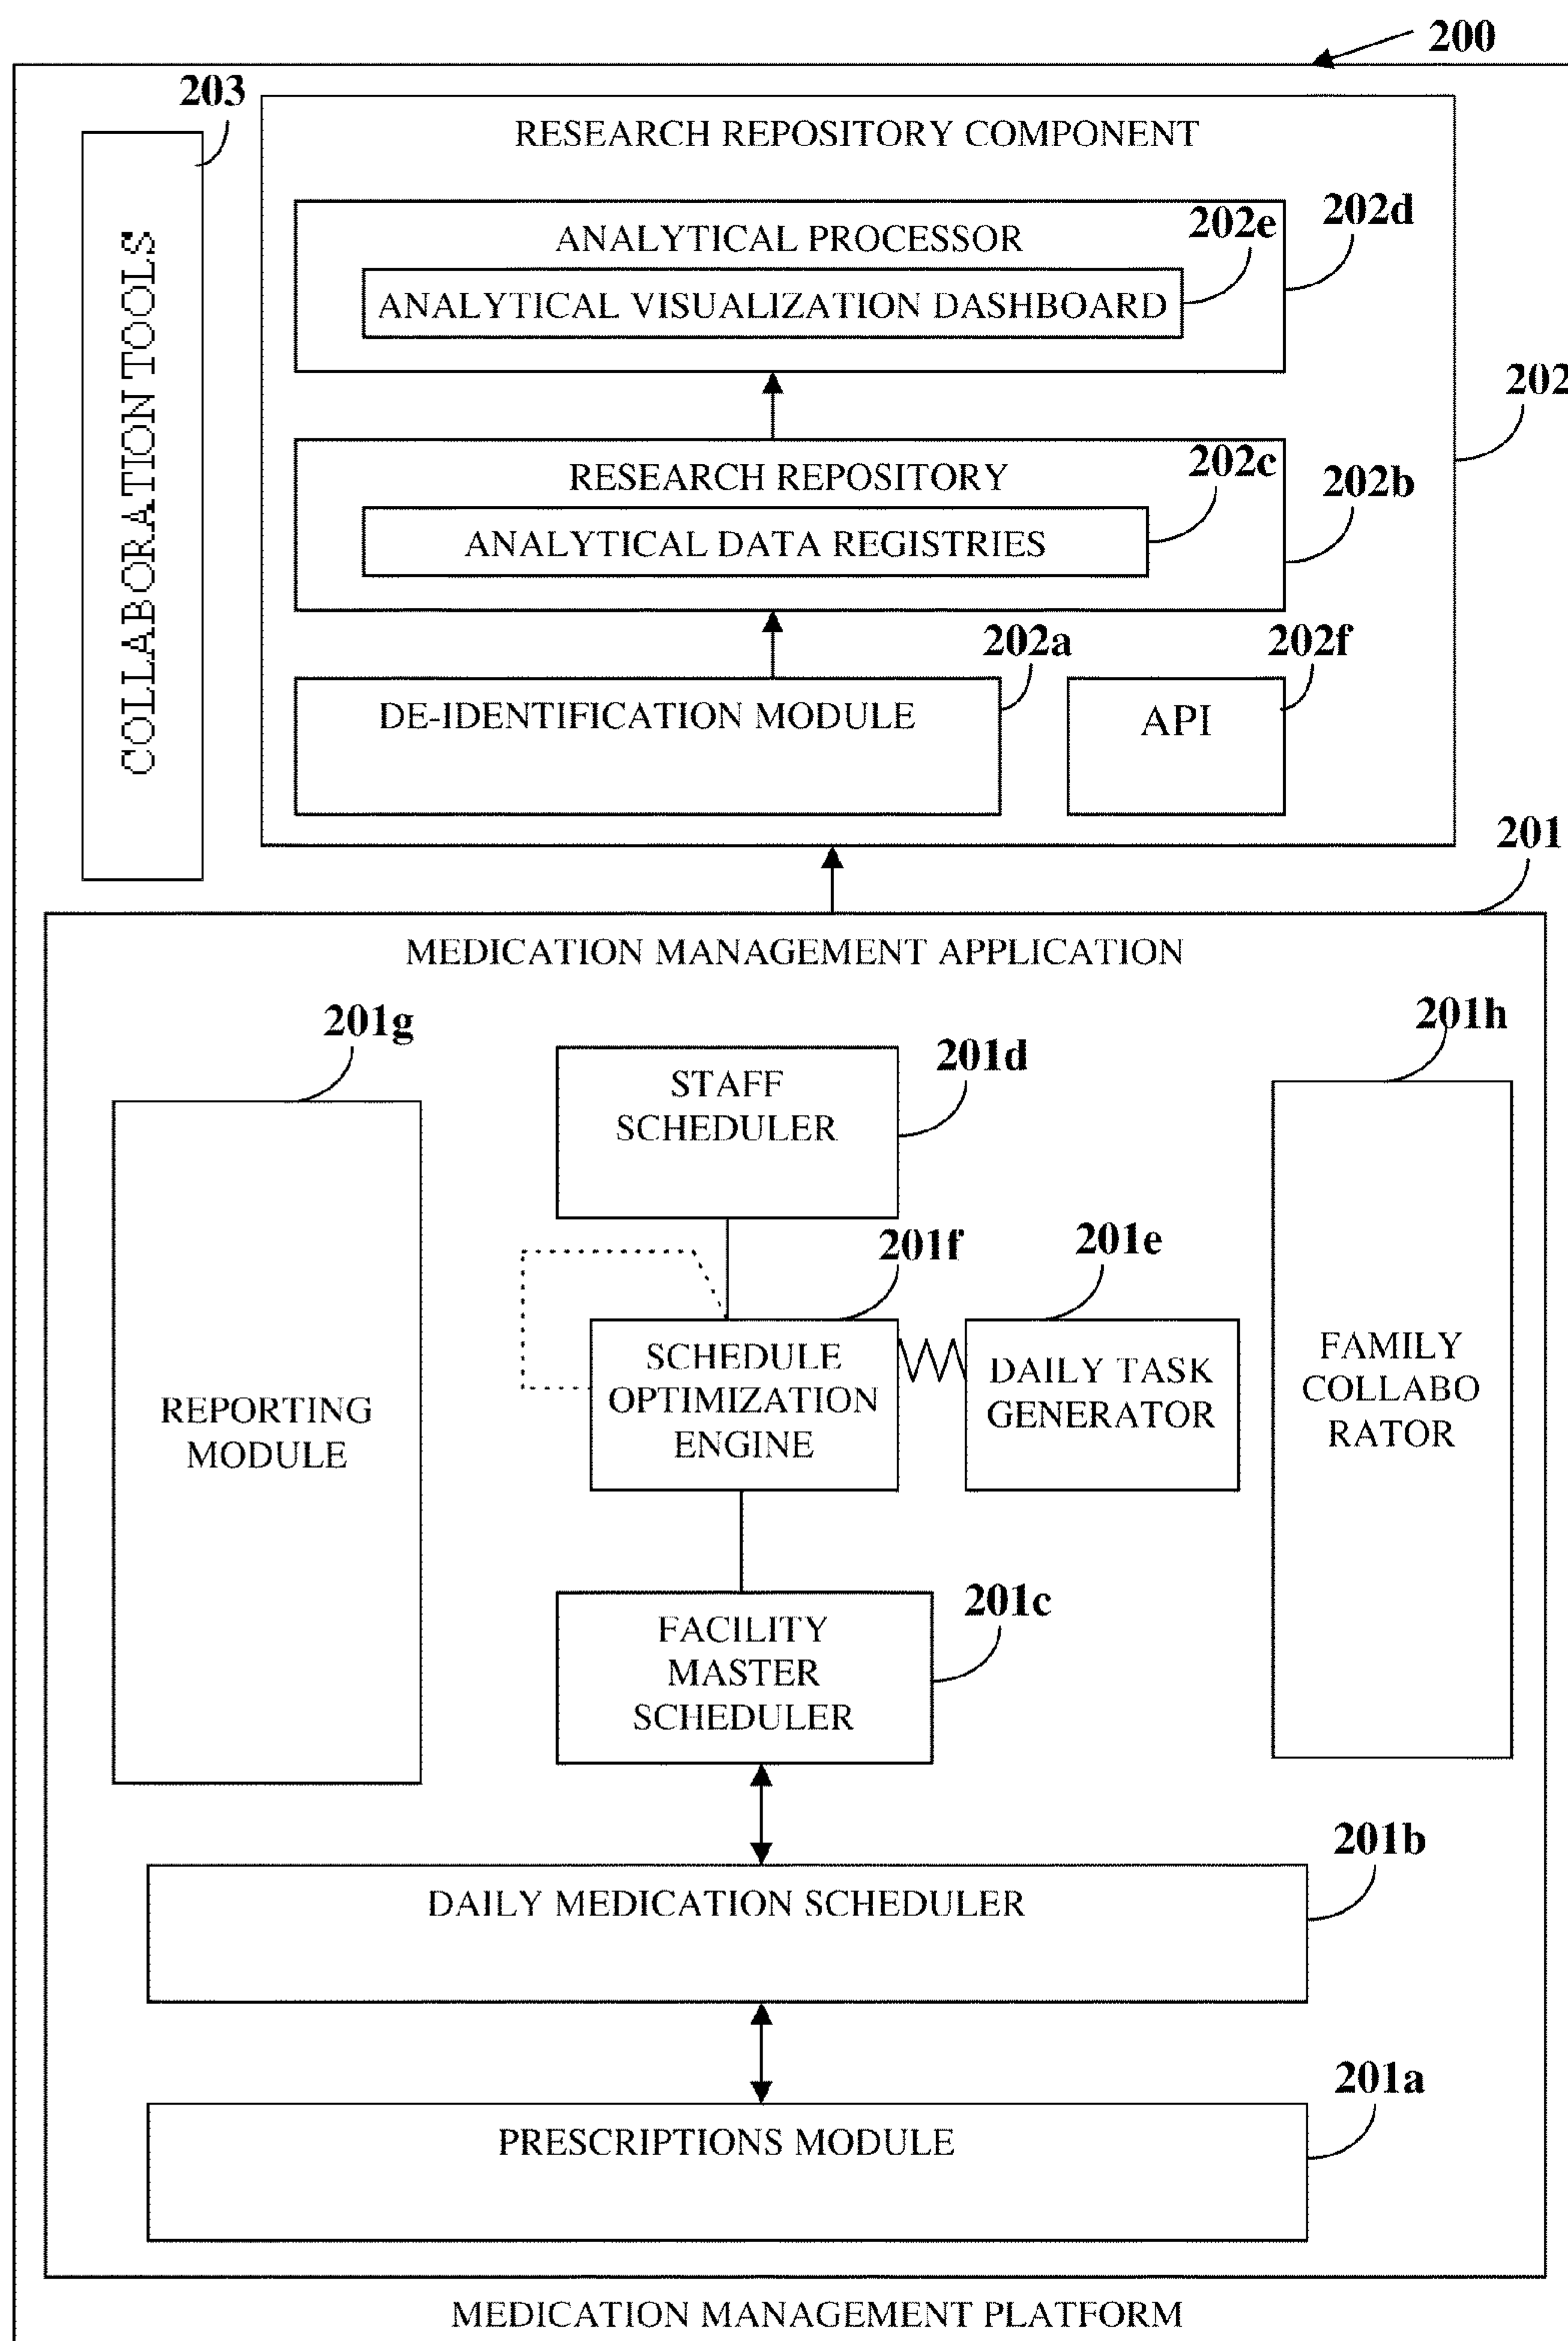 200
203
RESEARCH REPOSITORY COMPONENT
202d
202e
ANALYTICAL PROCESSOR
ANALYTICAL VISUALIZATION DASHBOARD
COLLABORATION TOOLS
202
202c
202b
RESEARCH REPOSITORY
ANALYTICAL DATA REGISTRIES
202a
202f
DE-IDENTIFICATION MODULE
API
201
MEDICATION MANAGEMENT APPLICATION
201g
201h
201d
STAFF
SCHEDULER
201f
201e
SCHEDULE
OPTIMIZATION
ENGINE
DAILY TASK
GENERATOR
FAMILY
COLLABO
RATOR
REPORTING
MODULE
201c
FACILITY
MASTER
SCHEDULER
201b
DAILY MEDICATION SCHEDULER
201a
PRESCRIPTIONS MODULE
MEDICATION MANAGEMENT PLATFORM